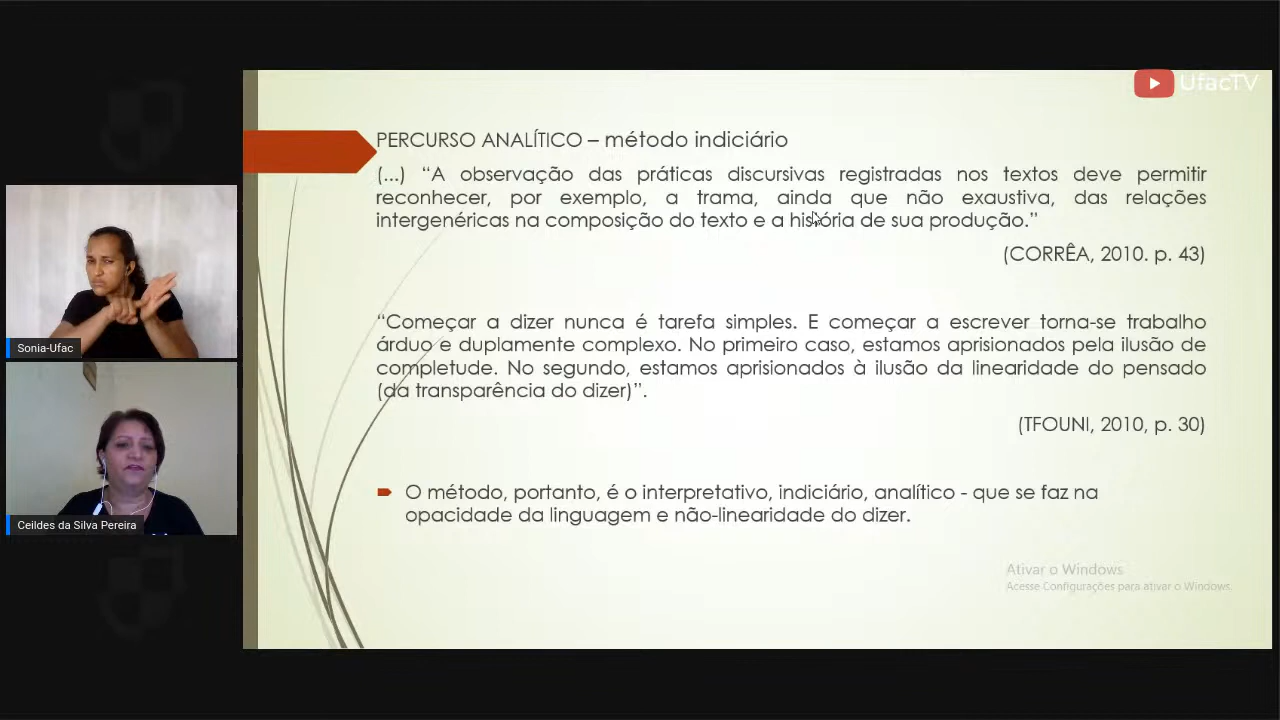 UfacTV
PERCURSO ANALÍTICO – método indiciário
(...) “A observação das práticas discursivas registradas nos textos deve permitir
reconhecer, por exemplo, a trama, ainda que não exaustiva, das relações
intergenéricas na composição do texto e a história de sua produção.”
(CORRÊA, 2010. p. 43)
“Começar a dizer nunca é tarefa simples. E começar a escrever torna-se trabalho
árduo e duplamente complexo. No primeiro caso, estamos aprisionados pela ilusão de
completude. No segundo, estamos aprisionados à ilusão da linearidade do pensado
(da transparência do dizer)”.
(TFOUNI, 2010, p. 30)
O método, portanto, é o interpretativo, indiciário, analítico - que se faz na
opacidade da linguagem e não-linearidade do dizer.
Ativar o Windows
Acesse Configurações para ativar o Windows.
Sonia-Ufac
Ceildes da Silva Pereira